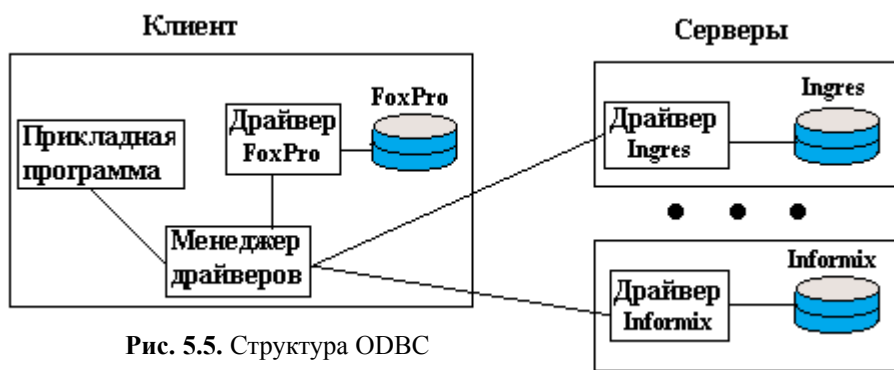 Клиент
Серверы
FoxPro
Прикладная
программа
Драйвер
FoxPro
Менеджер
драйверов
Ingres
Драйвер
Ingres
Informix
Драйвер
Informix
Рис. 5.5. Структура ODBC